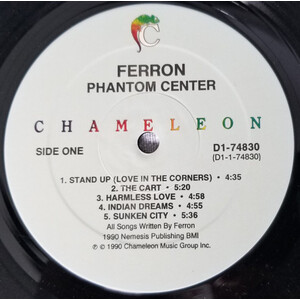 FERRON
PHANTOM CENTER
CHAMELEON
SIDE ONE
D1-74830
(D1-1-74830)
1. STAND UP (LOVE IN THE CORNERS) • 4:35
2. THE CART • 5:20
3. HARMLESS LOVE • 4:58
4. INDIAN DREAMS • 4:55
5. SUNKEN CITY • 5:36
All Songs Written By Ferron
1990 Nemesis Publishing BMI
℗ © 1990 Chameleon Music Group Inc.